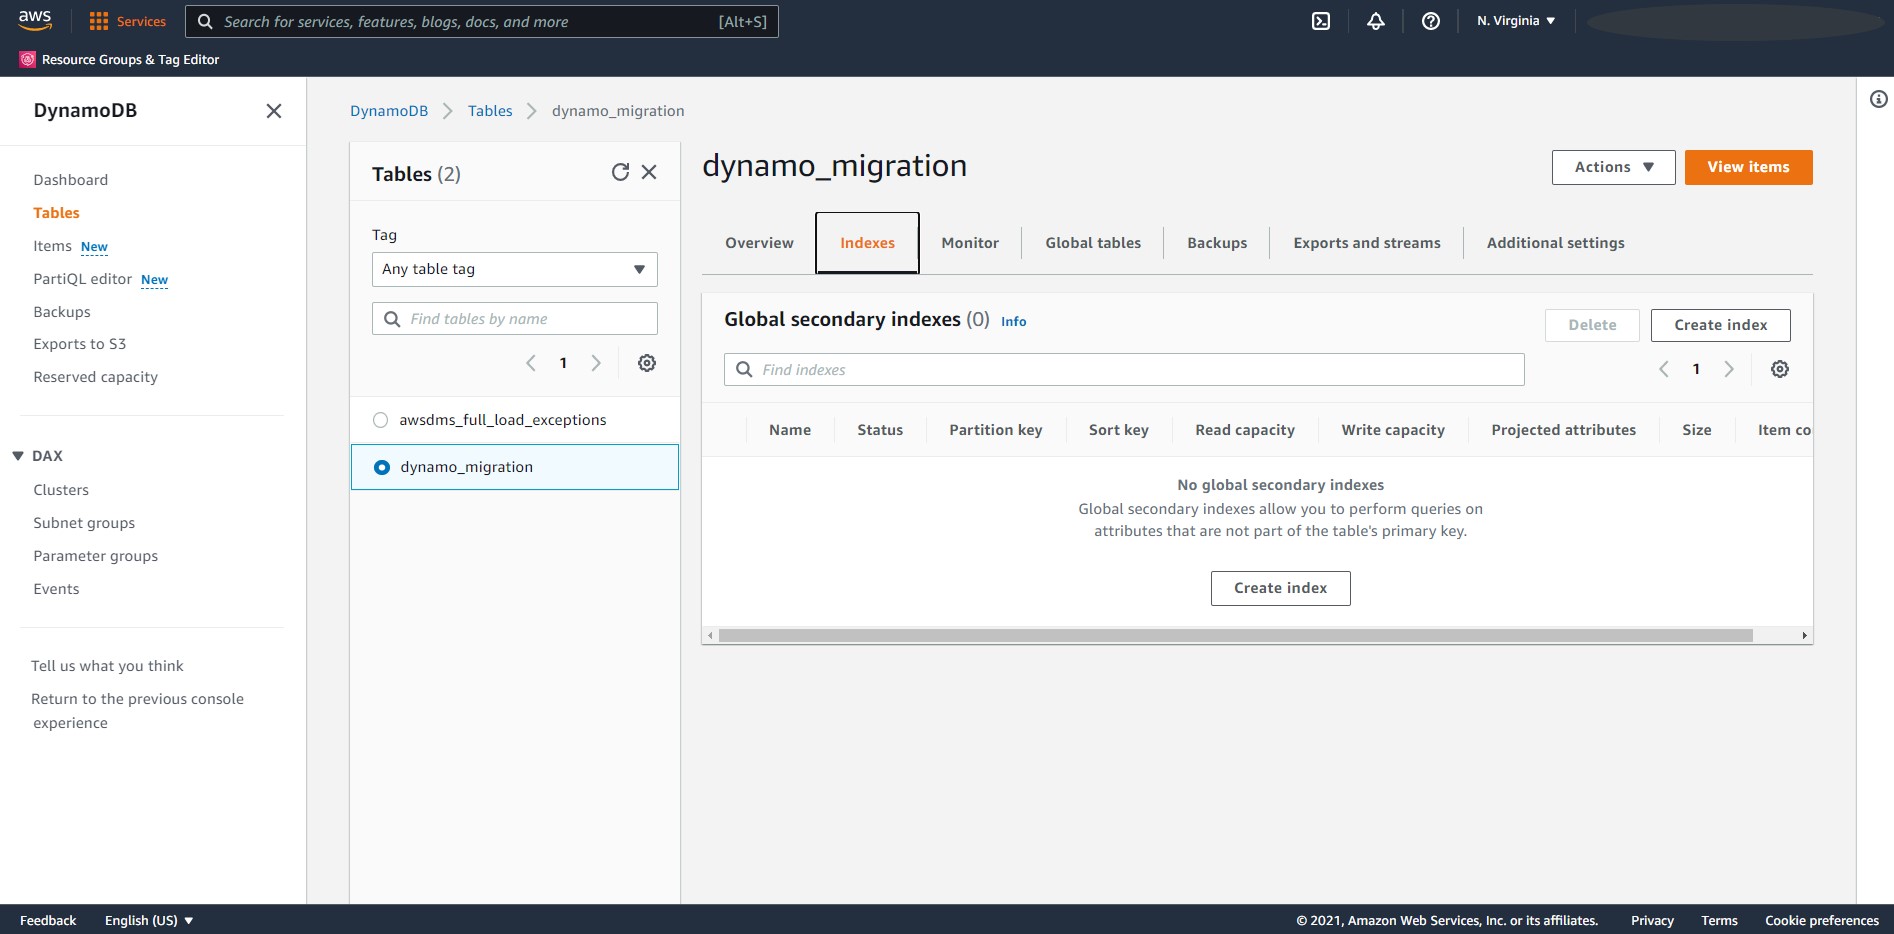 aws
Services
Search for services, features, blogs, docs, and more [Alt+S]
N. Virginia
Resource Groups & Tag Editor
DynamoDB
Dashboard
Tables
Items New
PartiQL editor New
Backups
Exports to S3
Reserved capacity
DAX
Clusters
Subnet groups
Parameter groups
Events
Tell us what you think
Return to the previous console
experience
DynamoDB Tables dynamo_migration
Tables (2)
Tag
Any table tag
Find tables by name
1
awsdms_full_load_exceptions
dynamo_migration
dynamo_migration
Actions View items
Overview Indexes Monitor Global tables Backups Exports and streams Additional settings
Global secondary indexes (0) Info
Delete Create index
Find indexes
1
Name Status Partition key Sort key Read capacity Write capacity Projected attributes Size Item co
No global secondary indexes
Global secondary indexes allow you to perform queries on
attributes that are not part of the table's primary key.
Create index
Feedback English (US) © 2021, Amazon Web Services, Inc. or its affiliates. Privacy Terms Cookie preferences